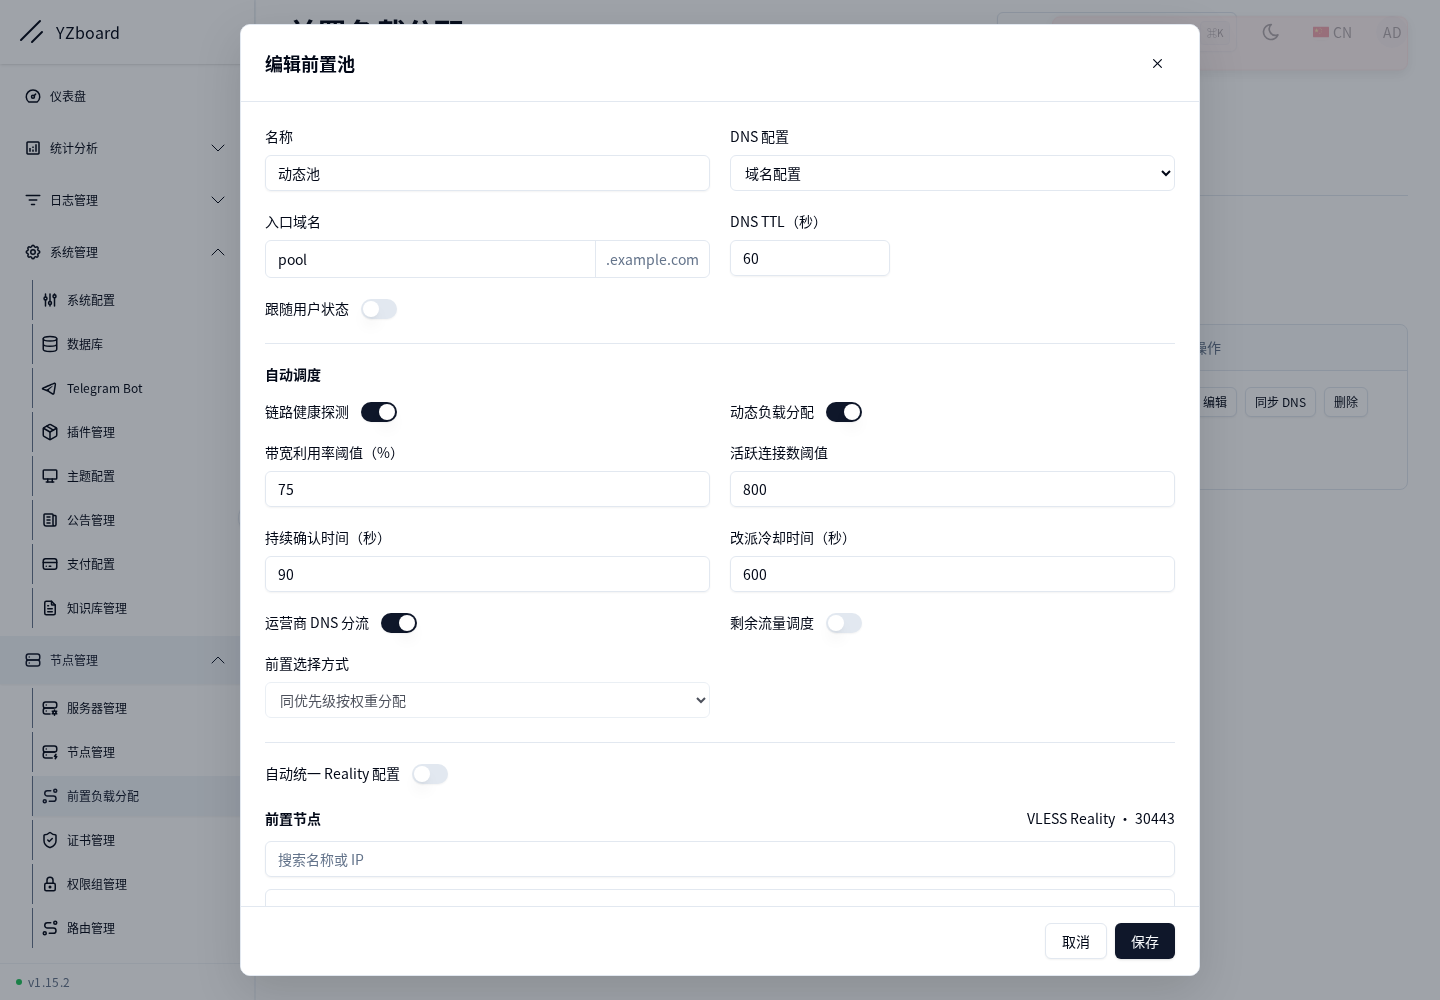 YZboard
仪表盘
统计分析
日志管理
系统管理
系统配置
数据库
Telegram Bot
插件管理
主题配置
公告管理
支付配置
知识库管理
节点管理
服务器管理
节点管理
前置负载分配
证书管理
权限组管理
路由管理
v1.15.2
⌘K
CN
AD
操作
编辑
同步 DNS
删除
编辑前置池
名称
DNS 配置
动态池
域名配置
入口域名
DNS TTL（秒）
pool
.example.com
60
跟随用户状态
自动调度
链路健康探测
动态负载分配
带宽利用率阈值（%）
活跃连接数阈值
75
800
持续确认时间（秒）
改派冷却时间（秒）
90
600
运营商 DNS 分流
剩余流量调度
前置选择方式
同优先级按权重分配
自动统一 Reality 配置
前置节点
VLESS Reality · 30443
搜索名称或 IP
取消
保存